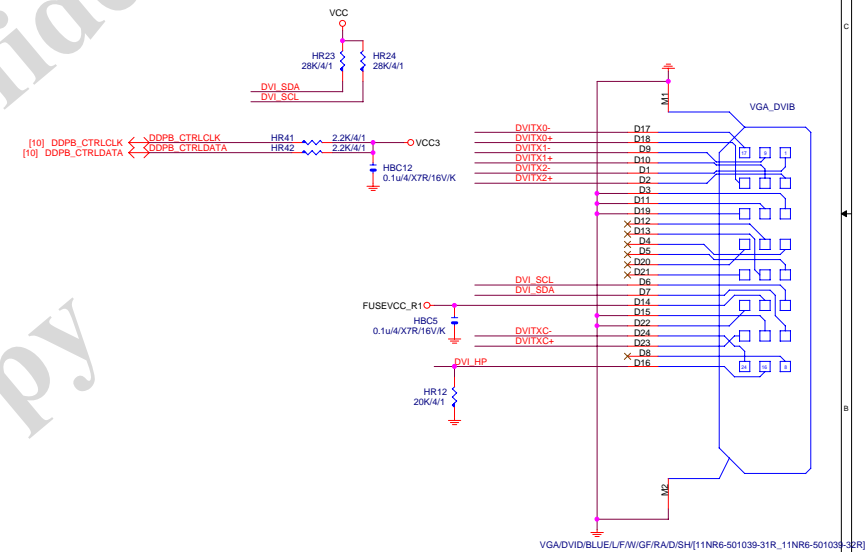 fide
py
VCC
HR23
28K/4/1
HR24
28K/4/1
DVI_SDA
DVI_SCL
[10] DDPB_CTRLCLK DDPB_CTRLCLK HR41 2.2K/4/1 VCC3
[10] DDPB_CTRLDATA DDPB_CTRLDATA HR42 2.2K/4/1
HBC12
0.1u/4/X7R/16V/K
C
VGA_DVIB
M1
DVITX0- D17
DVITX0+ D18
DVITX1- D9
DVITX1+ D10
DVITX2- D1
DVITX2+ D2
D3
D11
D19
D12
D13
D4
D5
D20
D21
DVI_SCL D6
DVI_SDA D7
FUSEVCC_R1 D14
D15
D22
DVITXC- D24
DVITXC+ D23
D8
DVI_HP D16
17 9 1
24 16 8
HBC5
0.1u/4/X7R/16V/K
HR12
20K/4/1
B
M2
VGA/DVID/BLUE/L/F/W/GF/RA/D/SH/[11NR6-501039-31R_11NR6-501039-32R]